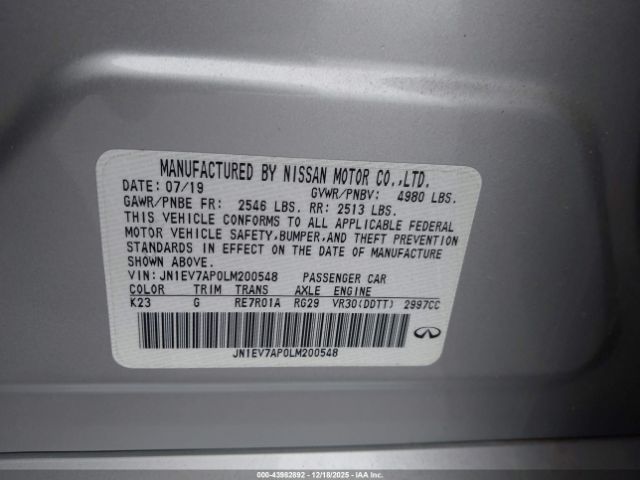 MANUFACTURED BY NISSAN MOTOR CO.,LTD.
DATE: 07/19 GVWR/PNBV: 4980 LBS.
GAWR/PNBE FR: 2546 LBS. RR: 2513 LBS.
THIS VEHICLE CONFORMS TO ALL APPLICABLE FEDERAL
MOTOR VEHICLE SAFETY,BUMPER,AND THEFT PREVENTION
STANDARDS IN EFFECT ON THE DATE OF MANUFACTURE
SHOWN ABOVE.
VIN: JN1EV7AP0LM200548 PASSENGER CAR
COLOR TRIM TRANS AXLE ENGINE
K23 G RE7R01A RG29 VR30(DDTT) 2997CC
JN1EV7AP0LM200548
000-43982692 | 12/18/2025 | IAA Inc.